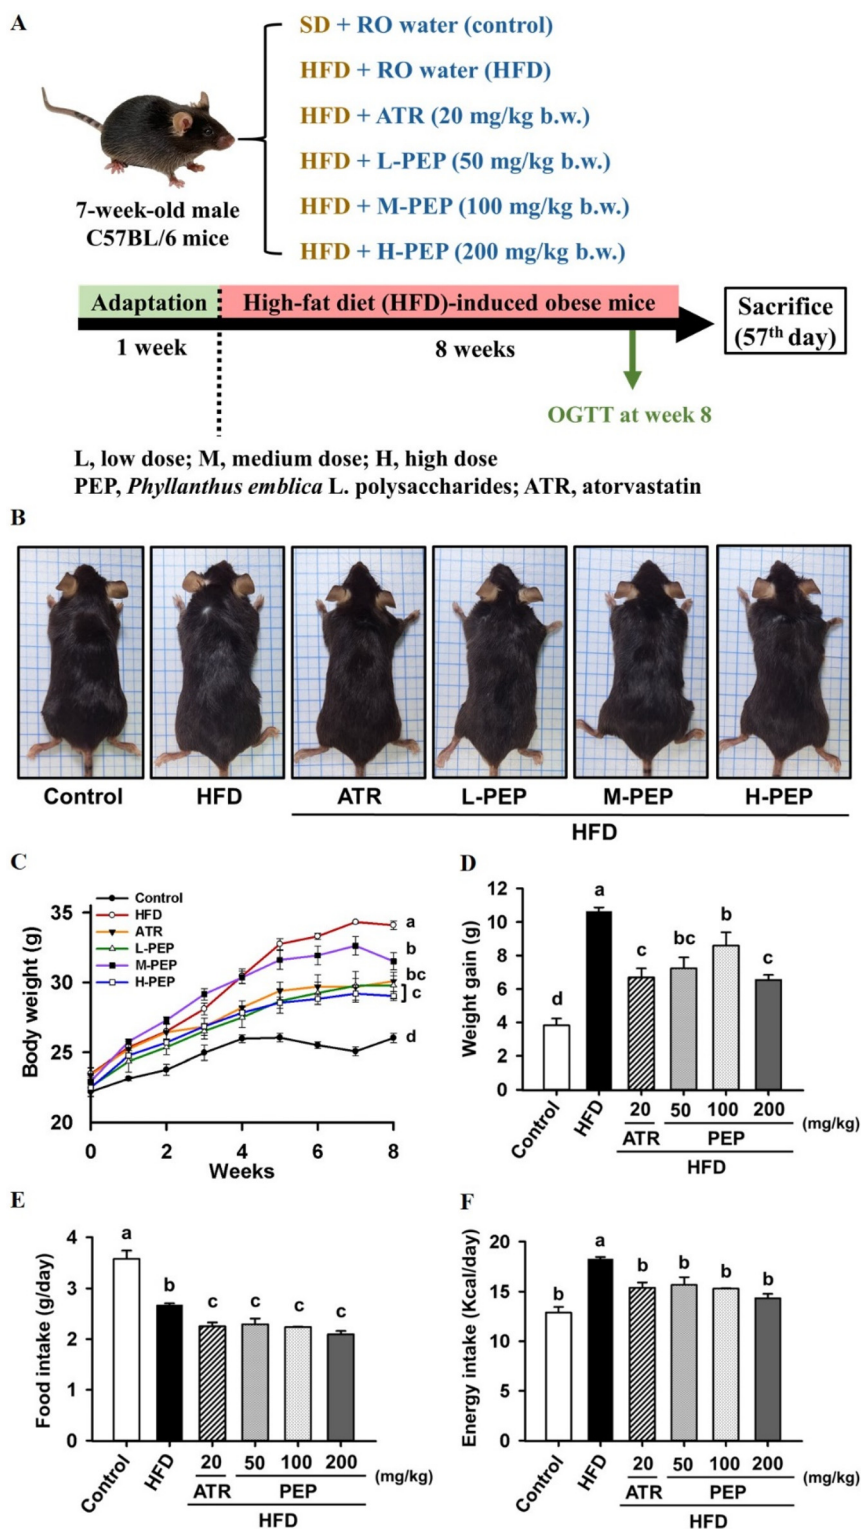 A
SD + RO water (control)
HFD + RO water (HFD)
HFD + ATR (20 mg/kg b.w.)
HFD + L-PEP (50 mg/kg b.w.)
HFD + M-PEP (100 mg/kg b.w.)
HFD + H-PEP (200 mg/kg b.w.)
7-week-old male
C57BL/6 mice
Adaptation
High-fat diet (HFD)-induced obese mice
Sacrifice
(57th day)
1 week
8 weeks
OGTT at week 8
L, low dose; M, medium dose; H, high dose
PEP, Phyllanthus emblica L. polysaccharides; ATR, atorvastatin
B
Control HFD ATR L-PEP M-PEP H-PEP
HFD
C
Body weight (g)
35
30
25
20
Control
HFD
ATR
L-PEP
M-PEP
H-PEP
a
b
bc
c
d
0 2 4 6 8
Weeks
D
Weight gain (g)
12
10
8
6
4
2
0
d a c bc b c
Control HFD 20 50 100 200 (mg/kg)
ATR PEP
HFD
E
Food intake (g/day)
4
3
2
1
0
a b c c c c
Control HFD 20 50 100 200 (mg/kg)
ATR PEP
HFD
F
Energy intake (Kcal/day)
20
15
10
5
0
b a b b b b
Control HFD 20 50 100 200 (mg/kg)
ATR PEP
HFD